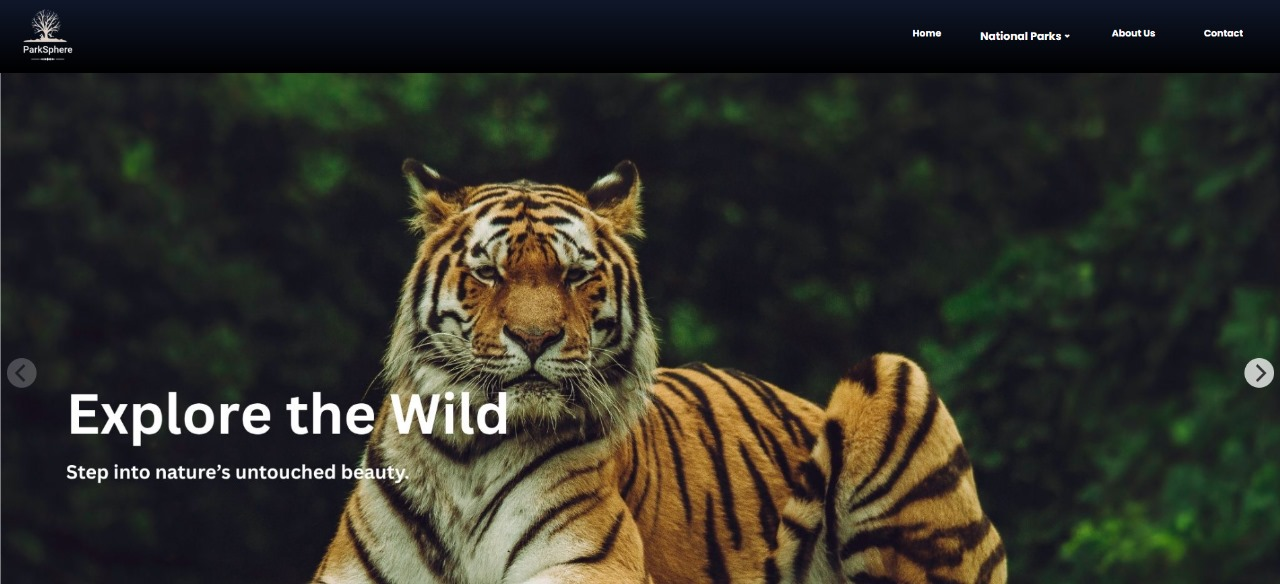 ParkSphere
Home
National Parks
About Us
Contact
Explore the Wild
Step into nature’s untouched beauty.